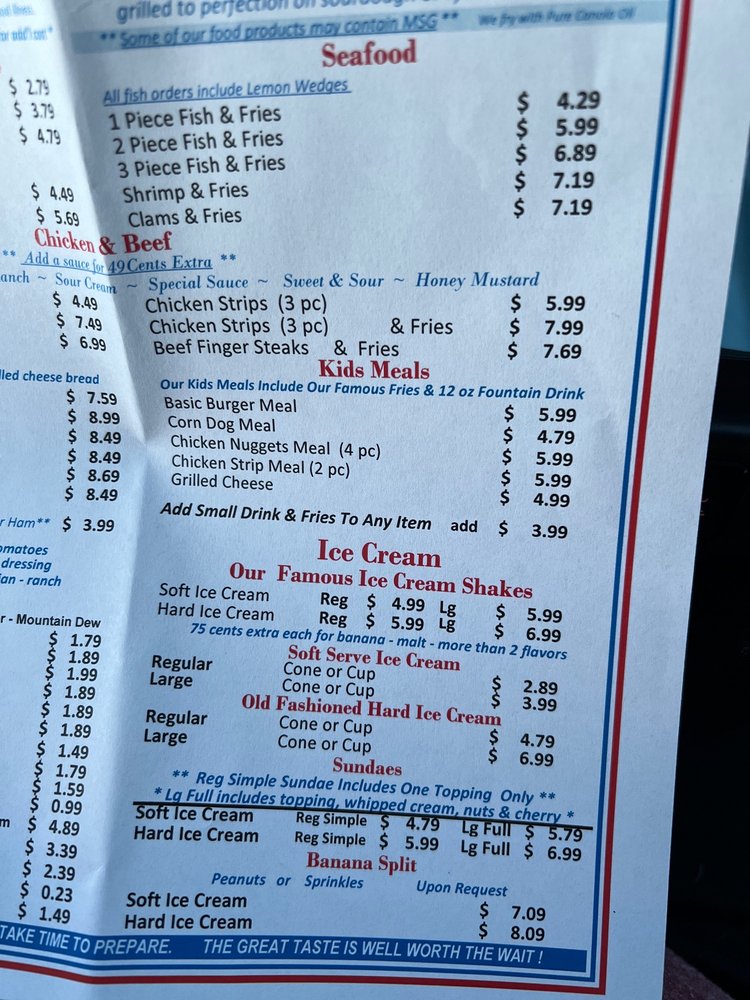 grilled to perfection on
** Some of our food products may contain MSG ** We fry with Pure Canola Oil
Seafood
All fish orders include Lemon Wedges
1 Piece Fish & Fries $ 4.29
2 Piece Fish & Fries $ 5.99
3 Piece Fish & Fries $ 6.89
Shrimp & Fries $ 7.19
Clams & Fries $ 7.19
$ 2.79
$ 3.79
$ 4.79
$ 4.49
$ 5.69
Chicken & Beef
** Add a sauce for 49 Cents Extra **
anch ~ Sour Cream ~ Special Sauce ~ Sweet & Sour ~ Honey Mustard
$ 4.49 Chicken Strips (3 pc) $ 5.99
$ 7.49 Chicken Strips (3 pc) & Fries $ 7.99
$ 6.99 Beef Finger Steaks & Fries $ 7.69
Kids Meals
Our Kids Meals Include Our Famous Fries & 12 oz Fountain Drink
Basic Burger Meal $ 5.99
Corn Dog Meal $ 4.79
Chicken Nuggets Meal (4 pc) $ 5.99
Chicken Strip Meal (2 pc) $ 5.99
Grilled Cheese $ 4.99
Add Small Drink & Fries To Any Item add $ 3.99
lled cheese bread
$ 7.59
$ 8.99
$ 8.49
$ 8.49
$ 8.69
$ 8.49
r Ham** $ 3.99
omatoes
dressing
ian - ranch
Ice Cream
Our Famous Ice Cream Shakes
Soft Ice Cream Reg $ 4.99 Lg $ 5.99
Hard Ice Cream Reg $ 5.99 Lg $ 6.99
75 cents extra each for banana - malt - more than 2 flavors
Soft Serve Ice Cream
Regular Cone or Cup $ 2.89
Large Cone or Cup $ 3.99
Old Fashioned Hard Ice Cream
Regular Cone or Cup $ 4.79
Large Cone or Cup $ 6.99
Sundaes
** Reg Simple Sundae Includes One Topping Only **
* Lg Full includes topping, whipped cream, nuts & cherry *
Soft Ice Cream Reg Simple $ 4.79 Lg Full $ 5.79
Hard Ice Cream Reg Simple $ 5.99 Lg Full $ 6.99
Banana Split
Peanuts or Sprinkles Upon Request
Soft Ice Cream $ 7.09
Hard Ice Cream $ 8.09
r - Mountain Dew
$ 1.79
$ 1.89
$ 1.99
$ 1.89
$ 1.89
$ 1.89
$ 1.49
$ 1.79
$ 1.59
$ 0.99
m $ 4.89
$ 3.39
$ 2.39
$ 0.23
$ 1.49
TAKE TIME TO PREPARE. THE GREAT TASTE IS WELL WORTH THE WAIT !